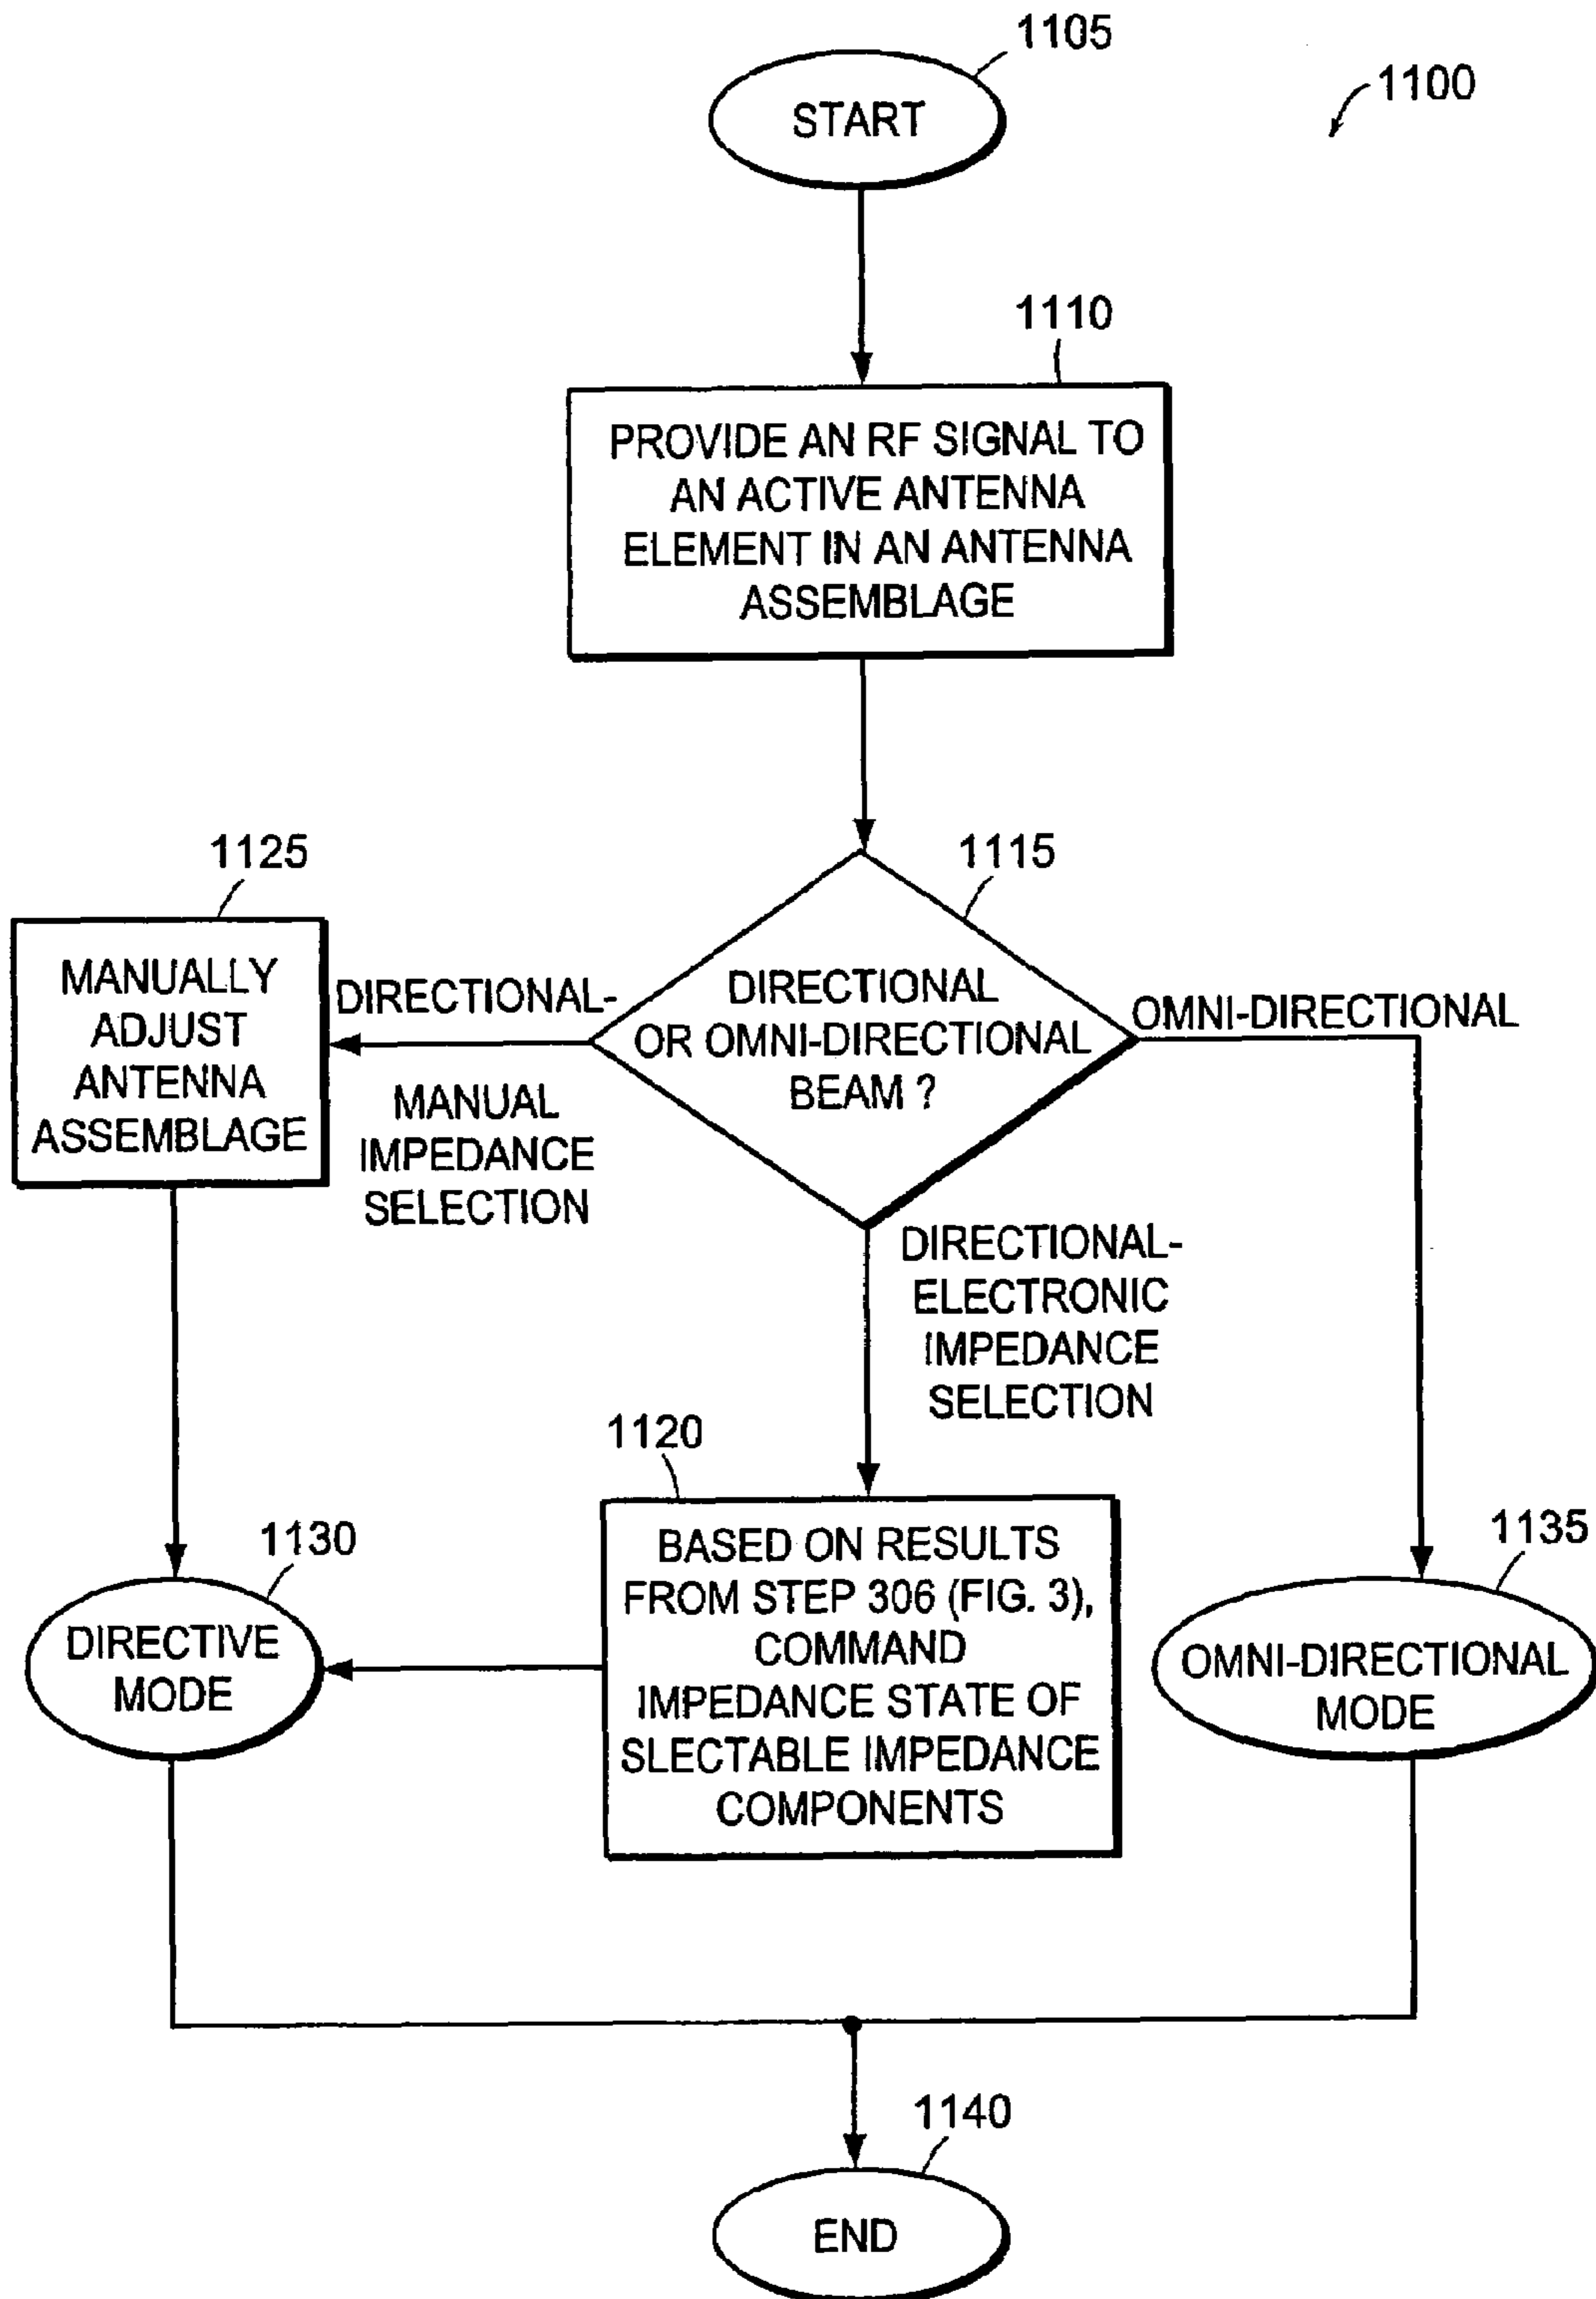 1105
START
1100
1110
PROVIDE AN RF SIGNAL TO
AN ACTIVE ANTENNA
ELEMENT IN AN ANTENNA
ASSEMBLAGE
1115
DIRECTIONAL
OR OMNI-DIRECTIONAL
BEAM ?
1125
MANUALLY
ADJUST
ANTENNA
ASSEMBLAGE
DIRECTIONAL-
MANUAL
IMPEDANCE
SELECTION
OMNI-DIRECTIONAL
DIRECTIONAL-
ELECTRONIC
IMPEDANCE
SELECTION
1120
BASED ON RESULTS
FROM STEP 306 (FIG. 3),
COMMAND
IMPEDANCE STATE OF
SLECTABLE IMPEDANCE
COMPONENTS
1130
DIRECTIVE
MODE
1135
OMNI-DIRECTIONAL
MODE
1140
END